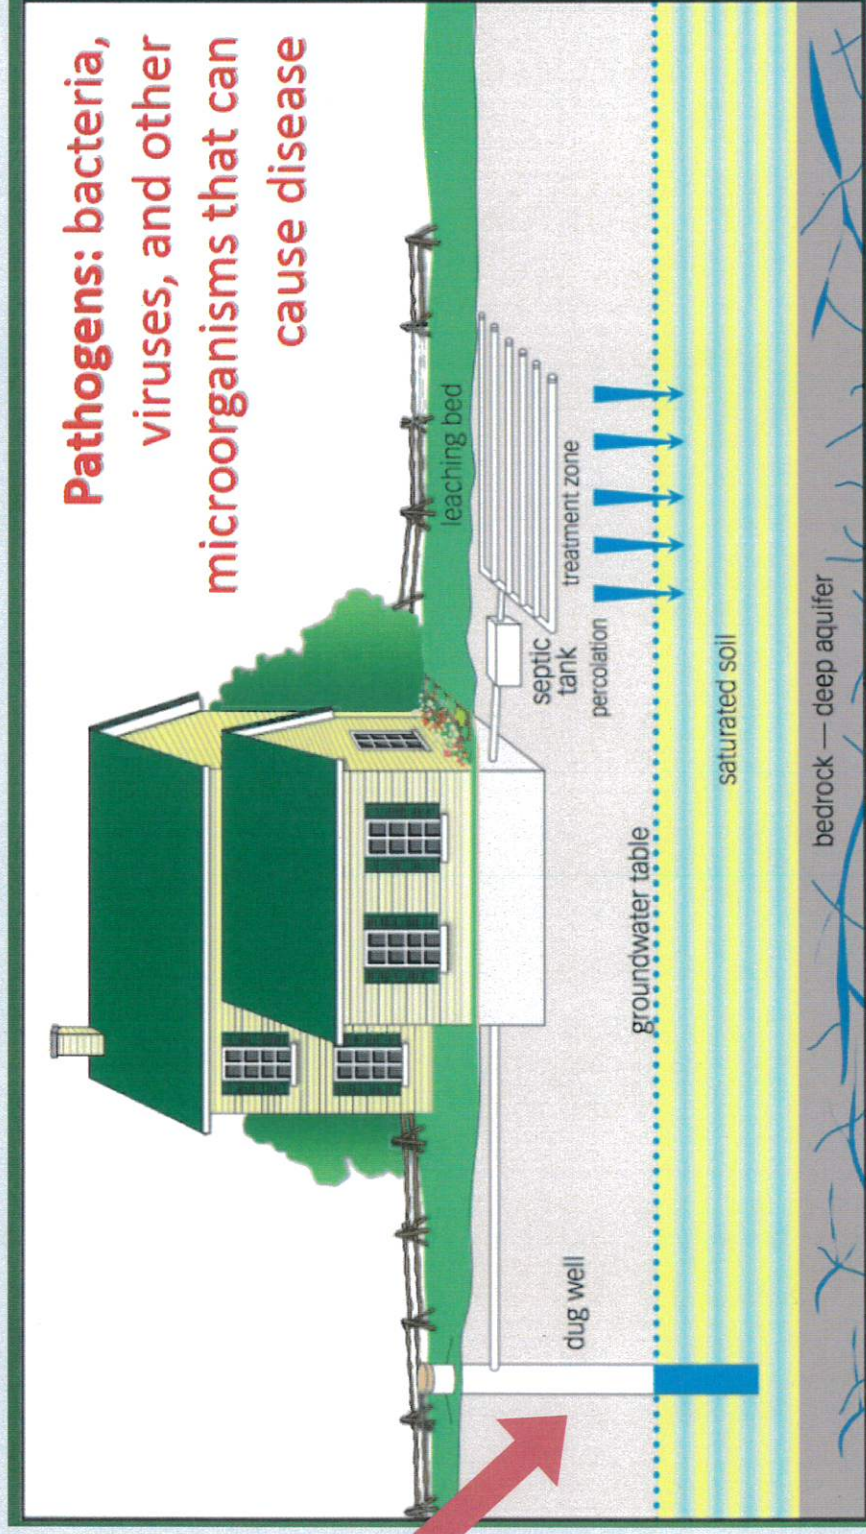 Pathogens: bacteria,
viruses, and other
microorganisms that can
cause disease
leaching bed
septic
tank
treatment zone
percolation
dug well
groundwater table
saturated soil
bedrock — deep aquifer